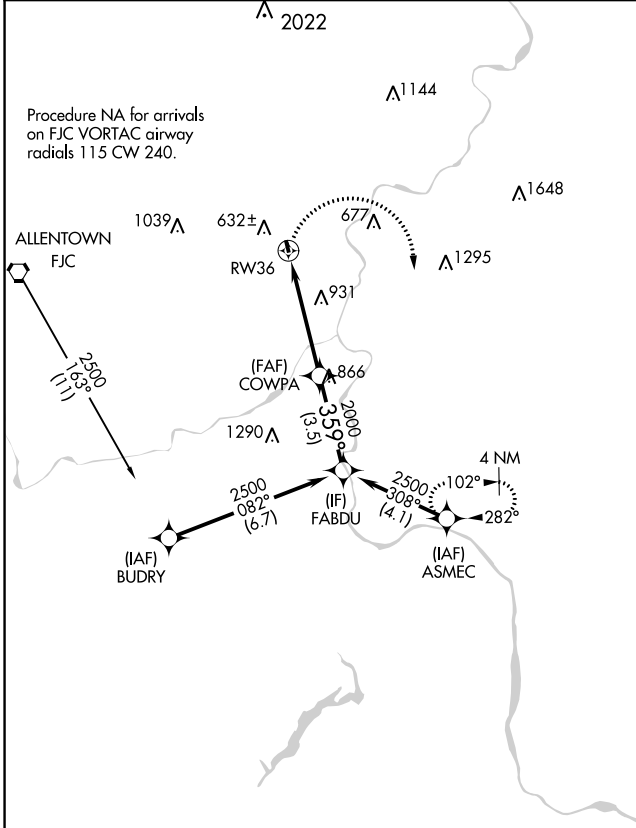 2022
1144
Procedure NA for arrivals
on FJC VORTAC airway
radials 115 CW 240.
1648
1039
632±
677
ALLENTOWN
FJC
RW36
1295
931
2500
163°
(11)
(FAF)
COWPA
866
2000
359°
(3.5)
1290
4 NM
2500
082°
(6.7)
2500
308°
(4.1)
102°
(IF)
FABDU
282°
(IAF)
BUDRY
(IAF)
ASMEC